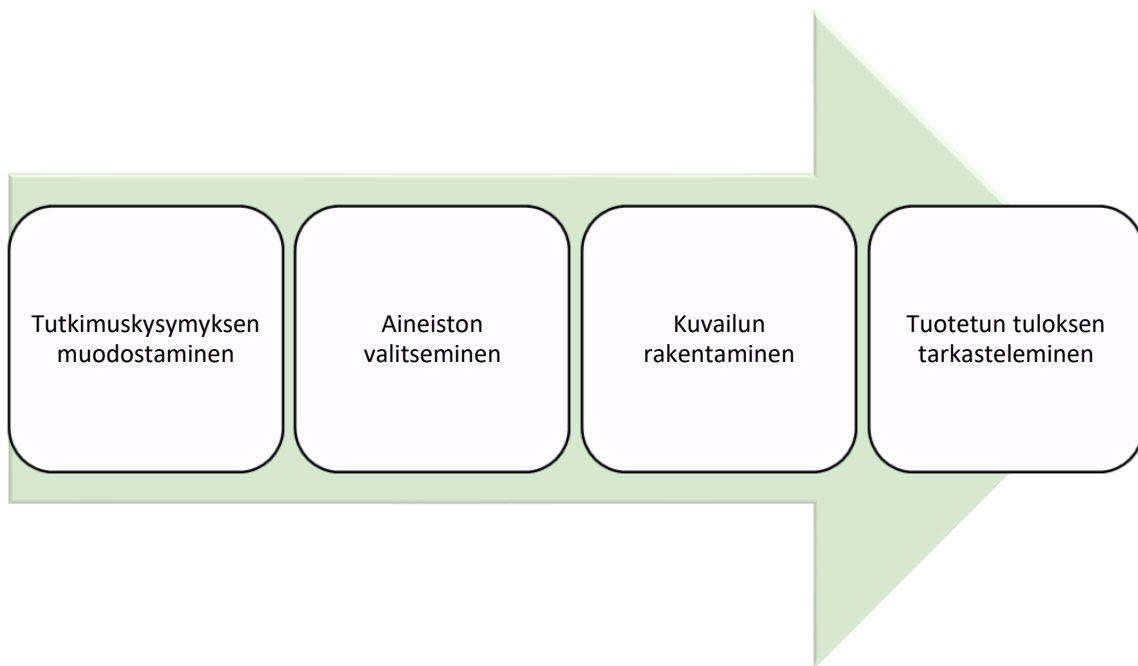 Tutkimuskysymyksen
muodostaminen
Aineiston
valitseminen
Kuvailun
rakentaminen
Tuotetun tuloksen
tarkasteleminen